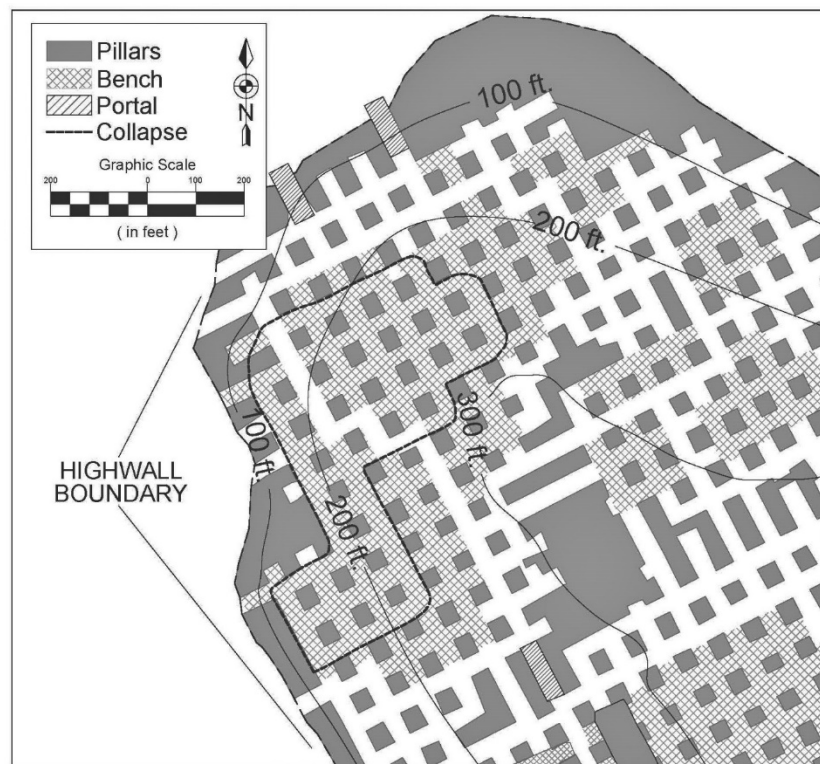 Pillars
Bench
Portal
Collapse
N
Graphic Scale
200 0 100 200
( in feet )
100 ft.
200 ft.
300 ft.
100 ft.
HIGHWALL
BOUNDARY
200 ft.